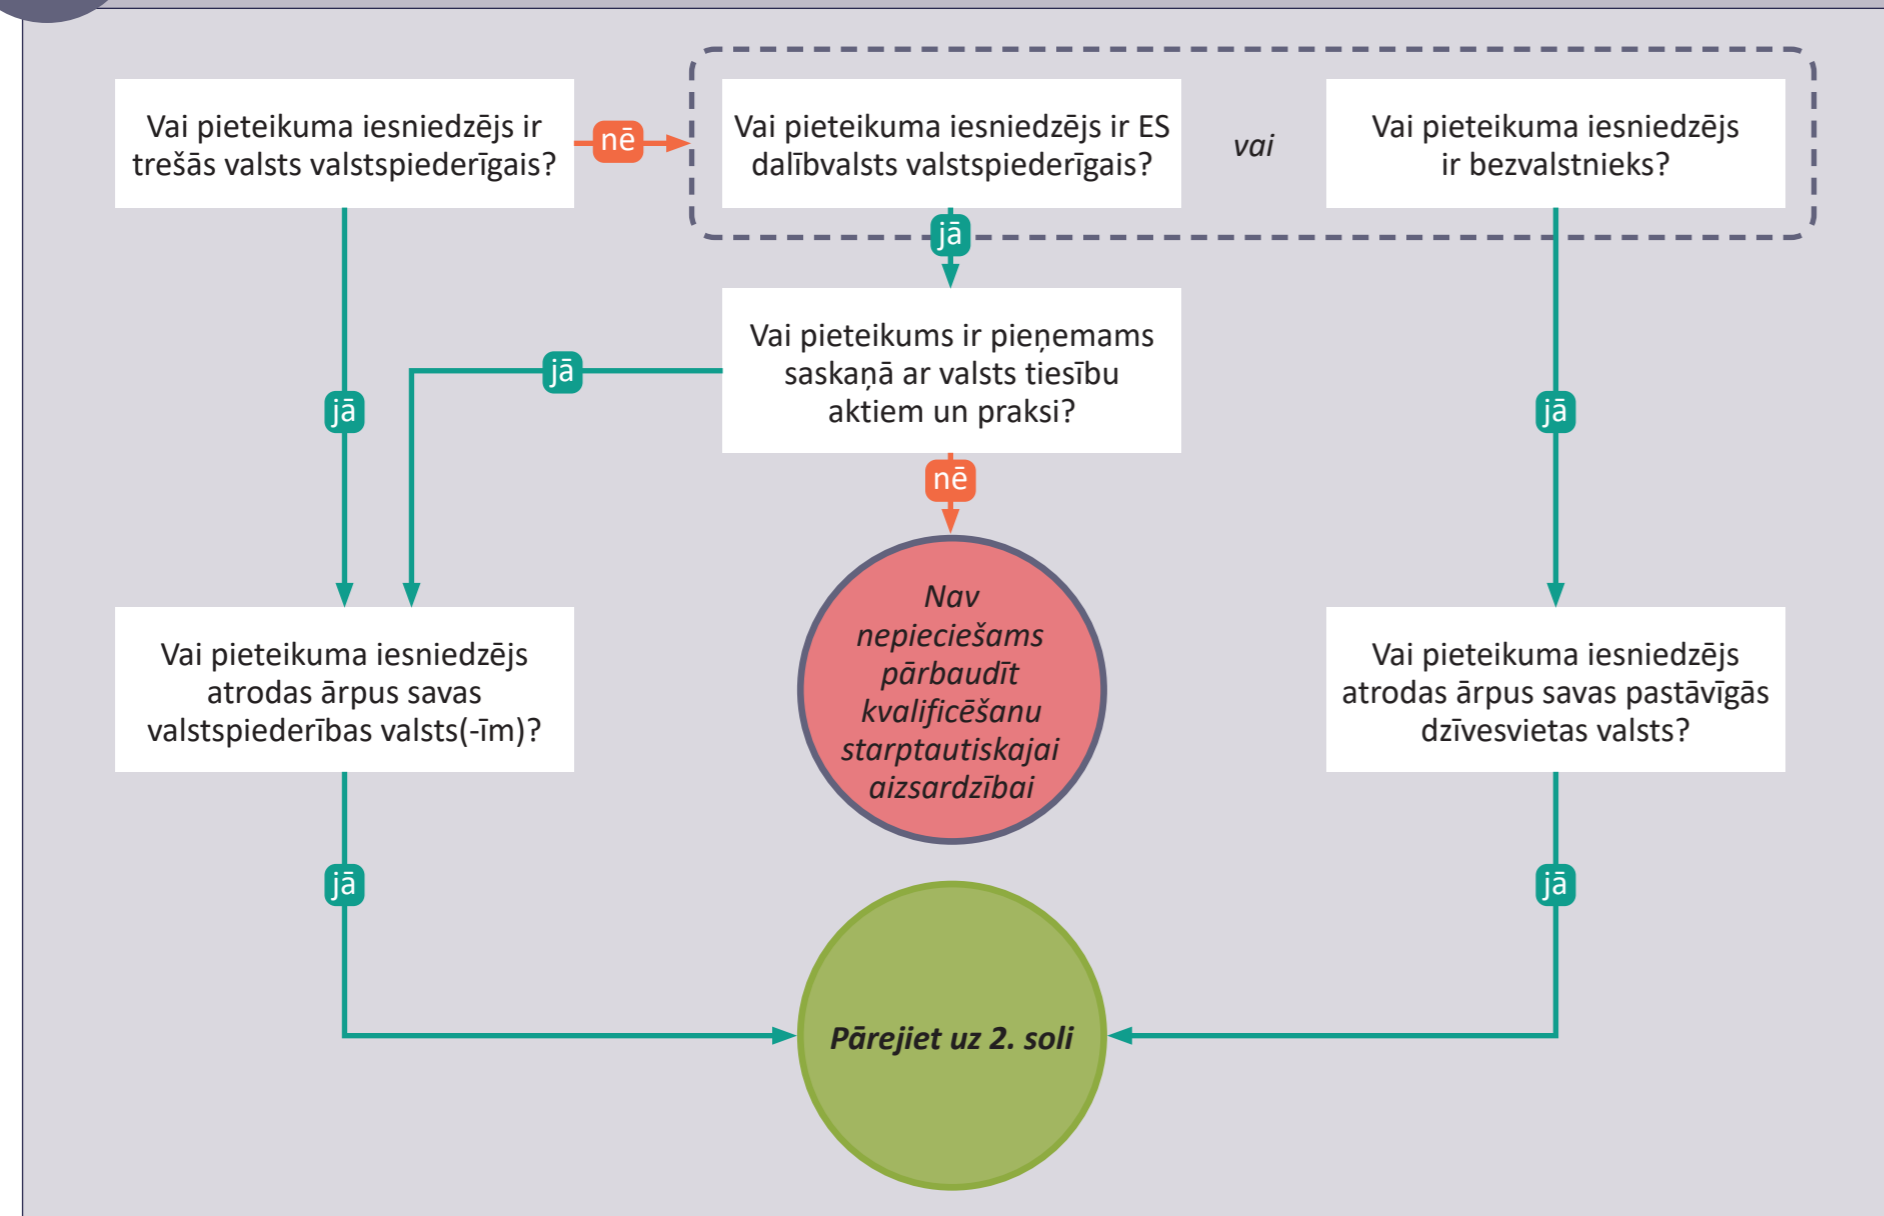 Vai pieteikuma iesniedzējs ir
trešās valsts valstspiederīgais?
nē
Vai pieteikuma iesniedzējs ir ES
dalībvalsts valstspiederīgais?
vai
Vai pieteikuma iesniedzējs
ir bezvalstnieks?
jā
Vai pieteikums ir pieņemams
saskaņā ar valsts tiesību
aktiem un praksi?
jā
jā
jā
nē
Vai pieteikuma iesniedzējs
atrodas ārpus savas
valstspiederības valsts(-īm)?
Nav
nepieciešams
pārbaudīt
kvalificēšanu
starptautiskajai
aizsardzībai
Vai pieteikuma iesniedzējs
atrodas ārpus savas pastāvīgās
dzīvesvietas valsts?
jā
jā
Pārejiet uz 2. soli